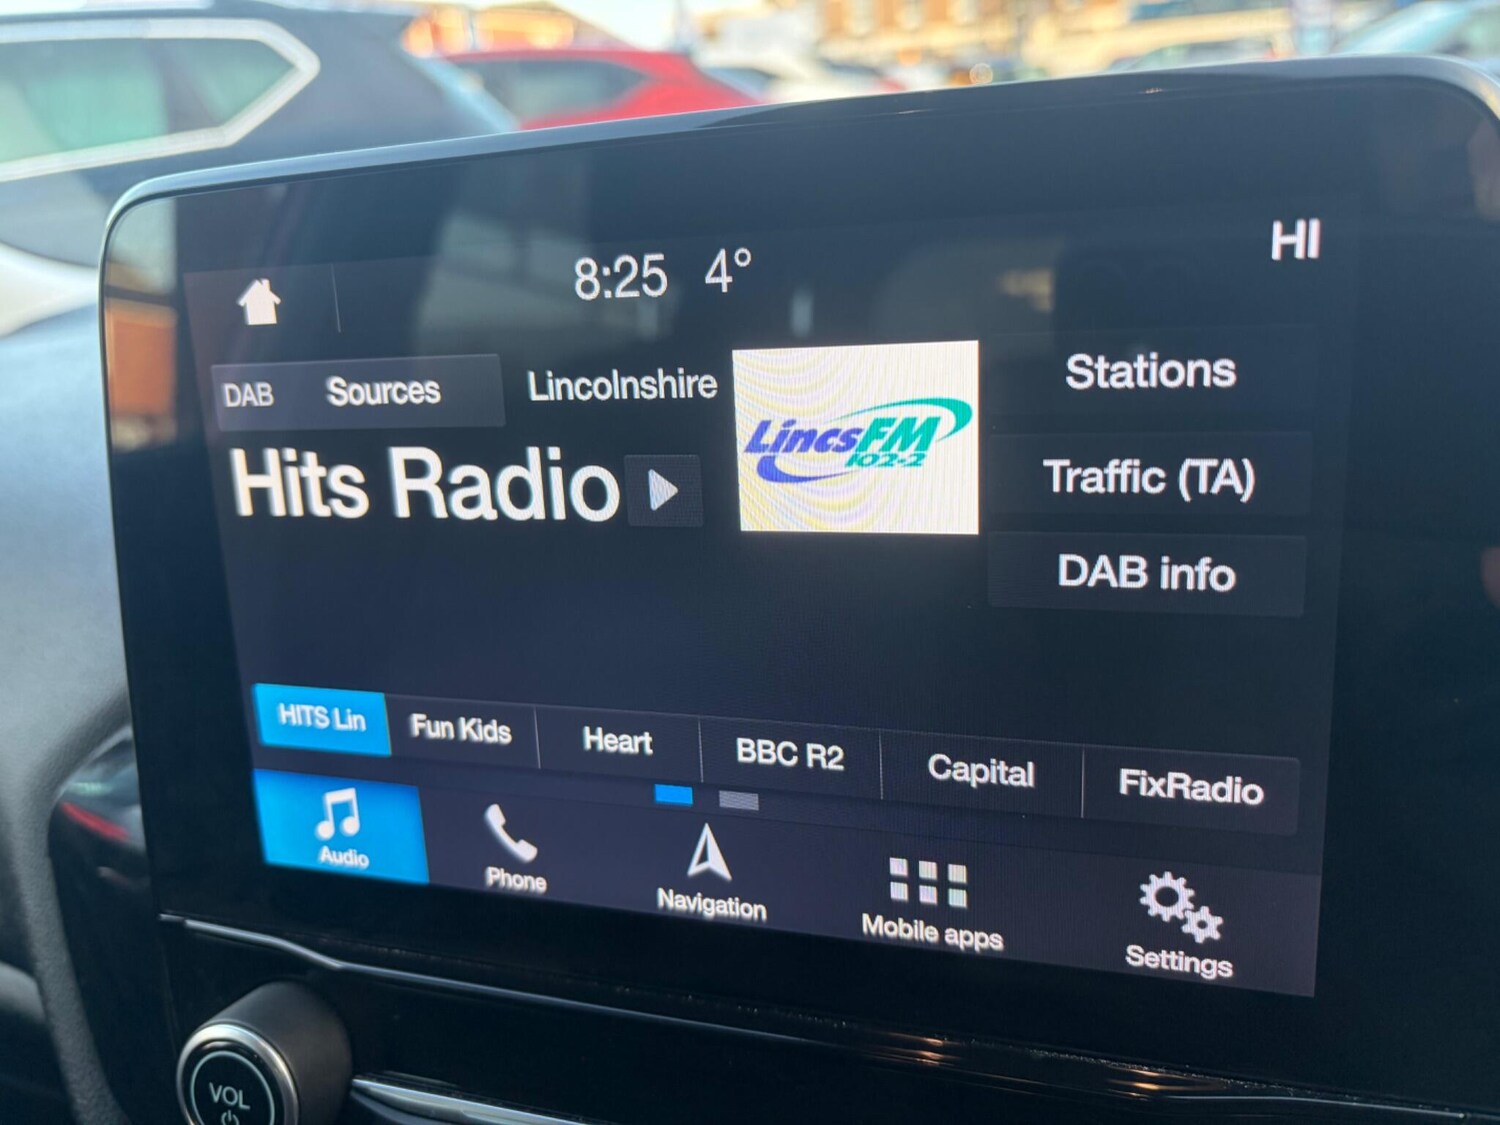 8:25 4°
HI
DAB Sources
Lincolnshire
Hits Radio
LincsFM
102·2
Stations
Traffic (TA)
DAB info
HITS Lin
Fun Kids
Heart
BBC R2
Capital
FixRadio
Audio
Phone
Navigation
Mobile apps
Settings
VOL